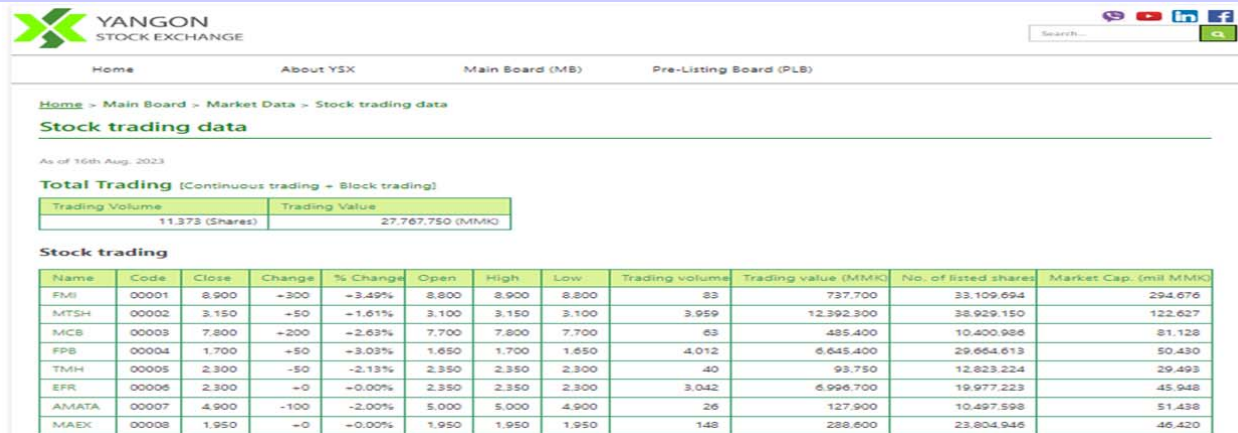 YANGON
STOCK EXCHANGE
Search...
Home About YSX Main Board (MB) Pre-Listing Board (PLB)
Home > Main Board > Market Data > Stock trading data
Stock trading data
As of 16th Aug. 2023
Total Trading [Continuous trading + Block trading]
Trading Volume Trading Value
11,373 (Shares) 27,767,750 (MMK)
Stock trading
Name Code Close Change % Change Open High Low Trading volume Trading value (MMK) No. of listed shares Market Cap. (mil MMK)
FMI 00001 8,900 +300 +3.49% 8,800 8,900 8,800 83 737,700 33,109,694 294,676
MTSH 00002 3,150 +50 +1.61% 3,100 3,150 3,100 3,959 12,392,300 38,929,150 122,627
MCB 00003 7,800 +200 +2.63% 7,700 7,800 7,700 63 485,400 10,400,986 81,128
FPB 00004 1,700 +50 +3.03% 1,650 1,700 1,650 4,012 6,645,400 29,664,613 50,430
TMH 00005 2,300 -50 -2.13% 2,350 2,350 2,300 40 93,750 12,823,224 29,493
EFR 00006 2,300 +0 +0.00% 2,350 2,350 2,300 3,042 6,996,700 19,977,223 45,948
AMATA 00007 4,900 -100 -2.00% 5,000 5,000 4,900 26 127,900 10,497,598 51,438
MAEX 00008 1,950 +0 +0.00% 1,950 1,950 1,950 148 288,600 23,804,946 46,420